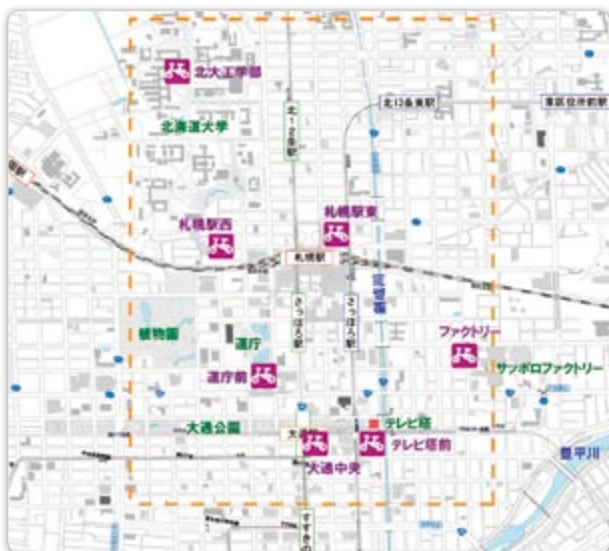 北大工学部
北海道大学
北12条駅
北13条東駅
東区役所前駅
札幌駅西
札幌駅東
札幌駅
創成川
さっぽろ駅
さっぽろ駅
植物園
道庁
道庁前
ファクトリー
サッポロファクトリー
大通公園
テレビ塔
大通中央
テレビ塔前
豊平川